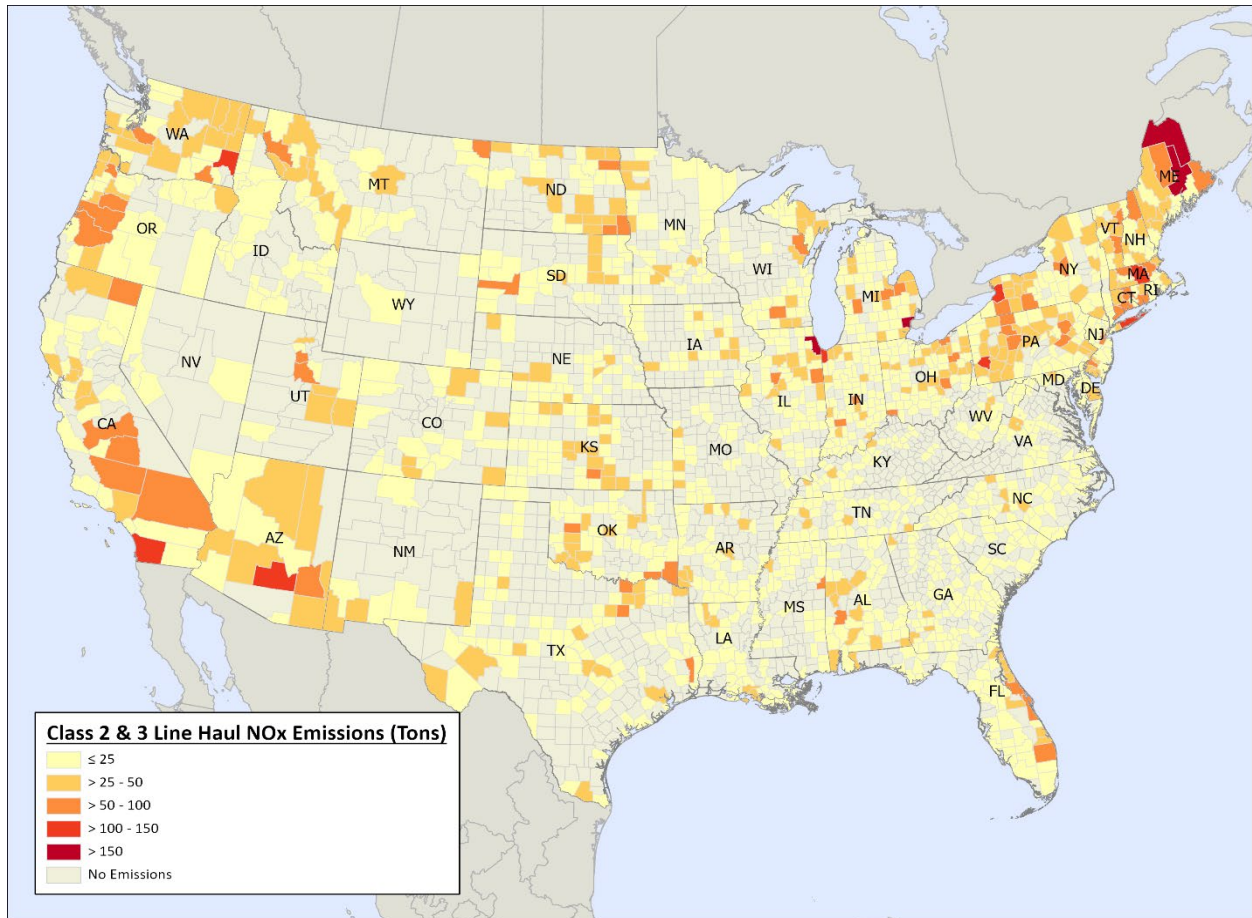 WA
MT
ND
MN
ME
OR
ID
SD
WI
MI
NY
VT
NH
MA
CT
RI
WY
IA
NE
PA
NJ
NV
UT
CO
IL
IN
OH
MD
DE
CA
KS
MO
WV
VA
KY
AZ
NM
OK
AR
TN
NC
SC
MS
AL
GA
TX
LA
FL
Class 2 & 3 Line Haul NOx Emissions (Tons)
≤ 25
> 25 - 50
> 50 - 100
> 100 - 150
> 150
No Emissions